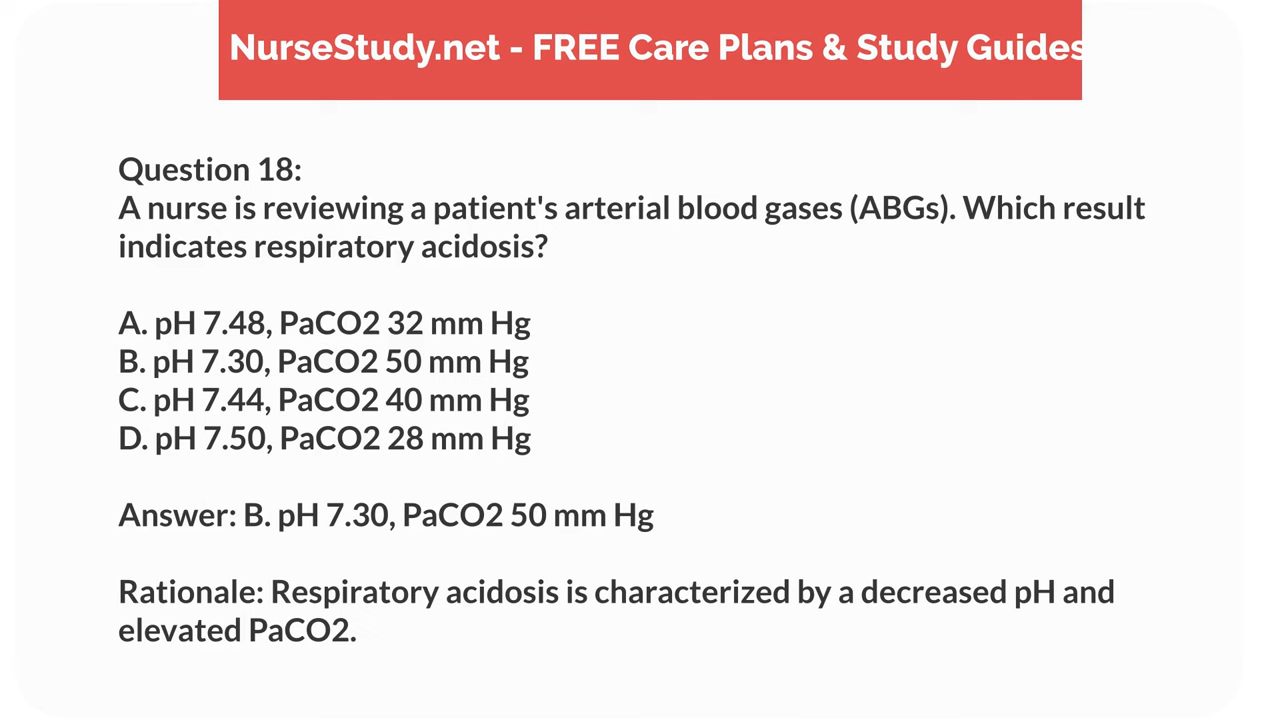 NurseStudy.net - FREE Care Plans & Study Guides
Question 18:
A nurse is reviewing a patient's arterial blood gases (ABGs). Which result
indicates respiratory acidosis?
A. pH 7.48, PaCO2 32 mm Hg
B. pH 7.30, PaCO2 50 mm Hg
C. pH 7.44, PaCO2 40 mm Hg
D. pH 7.50, PaCO2 28 mm Hg
Answer: B. pH 7.30, PaCO2 50 mm Hg
Rationale: Respiratory acidosis is characterized by a decreased pH and
elevated PaCO2.